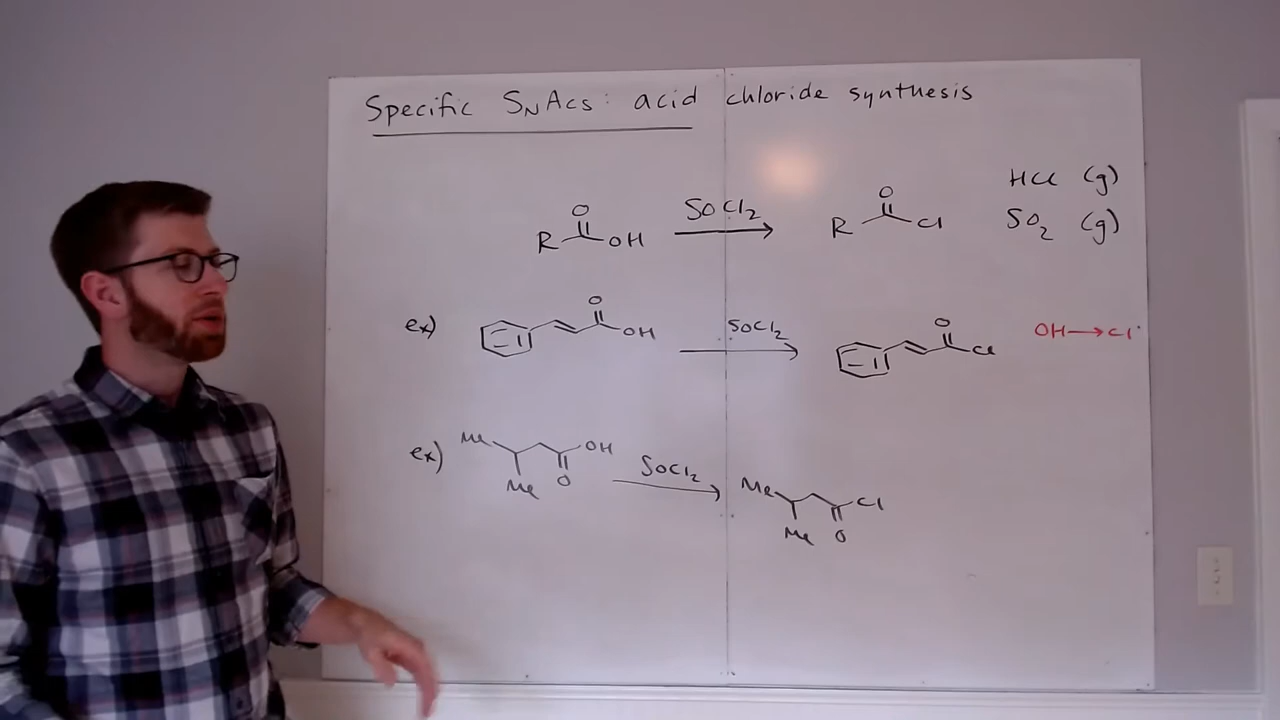 Specific SNAcs: acid chloride synthesis
HCl (g)
O SOCl2 O SO2 (g)
R OH R Cl
ex) O OH SOCl2 O Cl OH → Cl
ex) Me OH SOCl2 Me Cl
Me O Me O